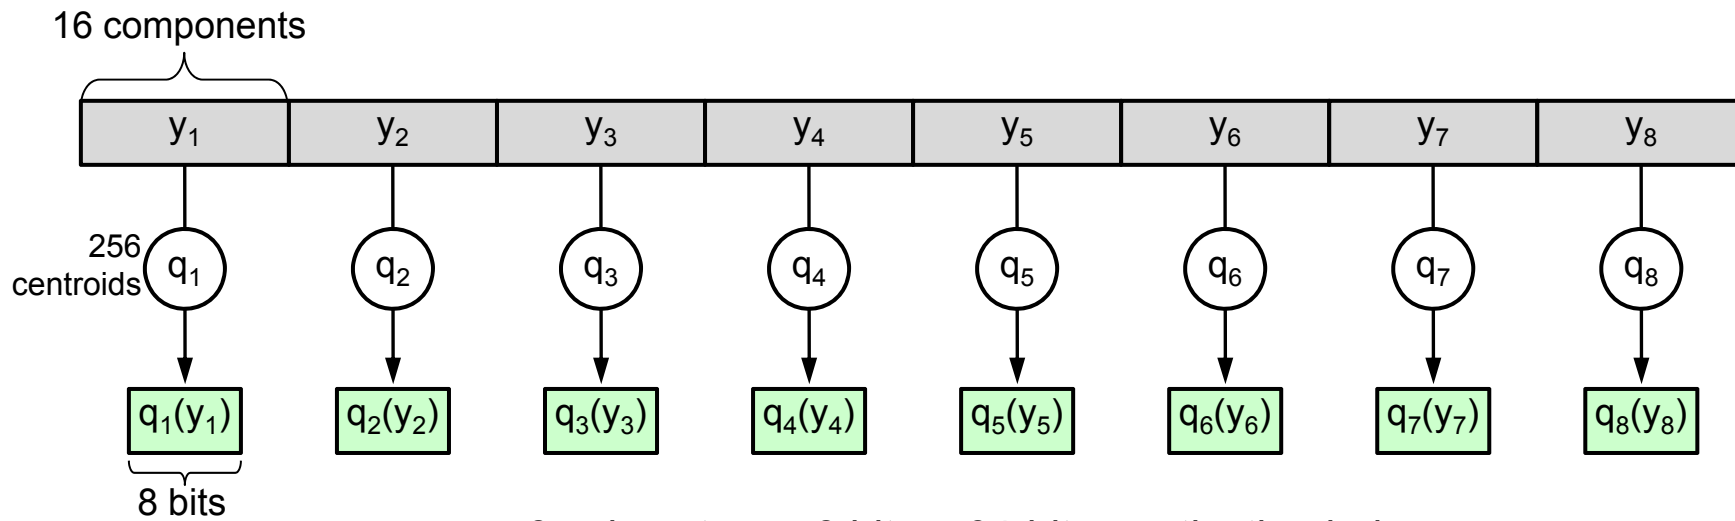 16 components
y₁ y₂ y₃ y₄ y₅ y₆ y₇ y₈
256
centroids
q₁ q₂ q₃ q₄ q₅ q₆ q₇ q₈
q₁(y₁) q₂(y₂) q₃(y₃) q₄(y₄) q₅(y₅) q₆(y₆) q₇(y₇) q₈(y₈)
8 bits